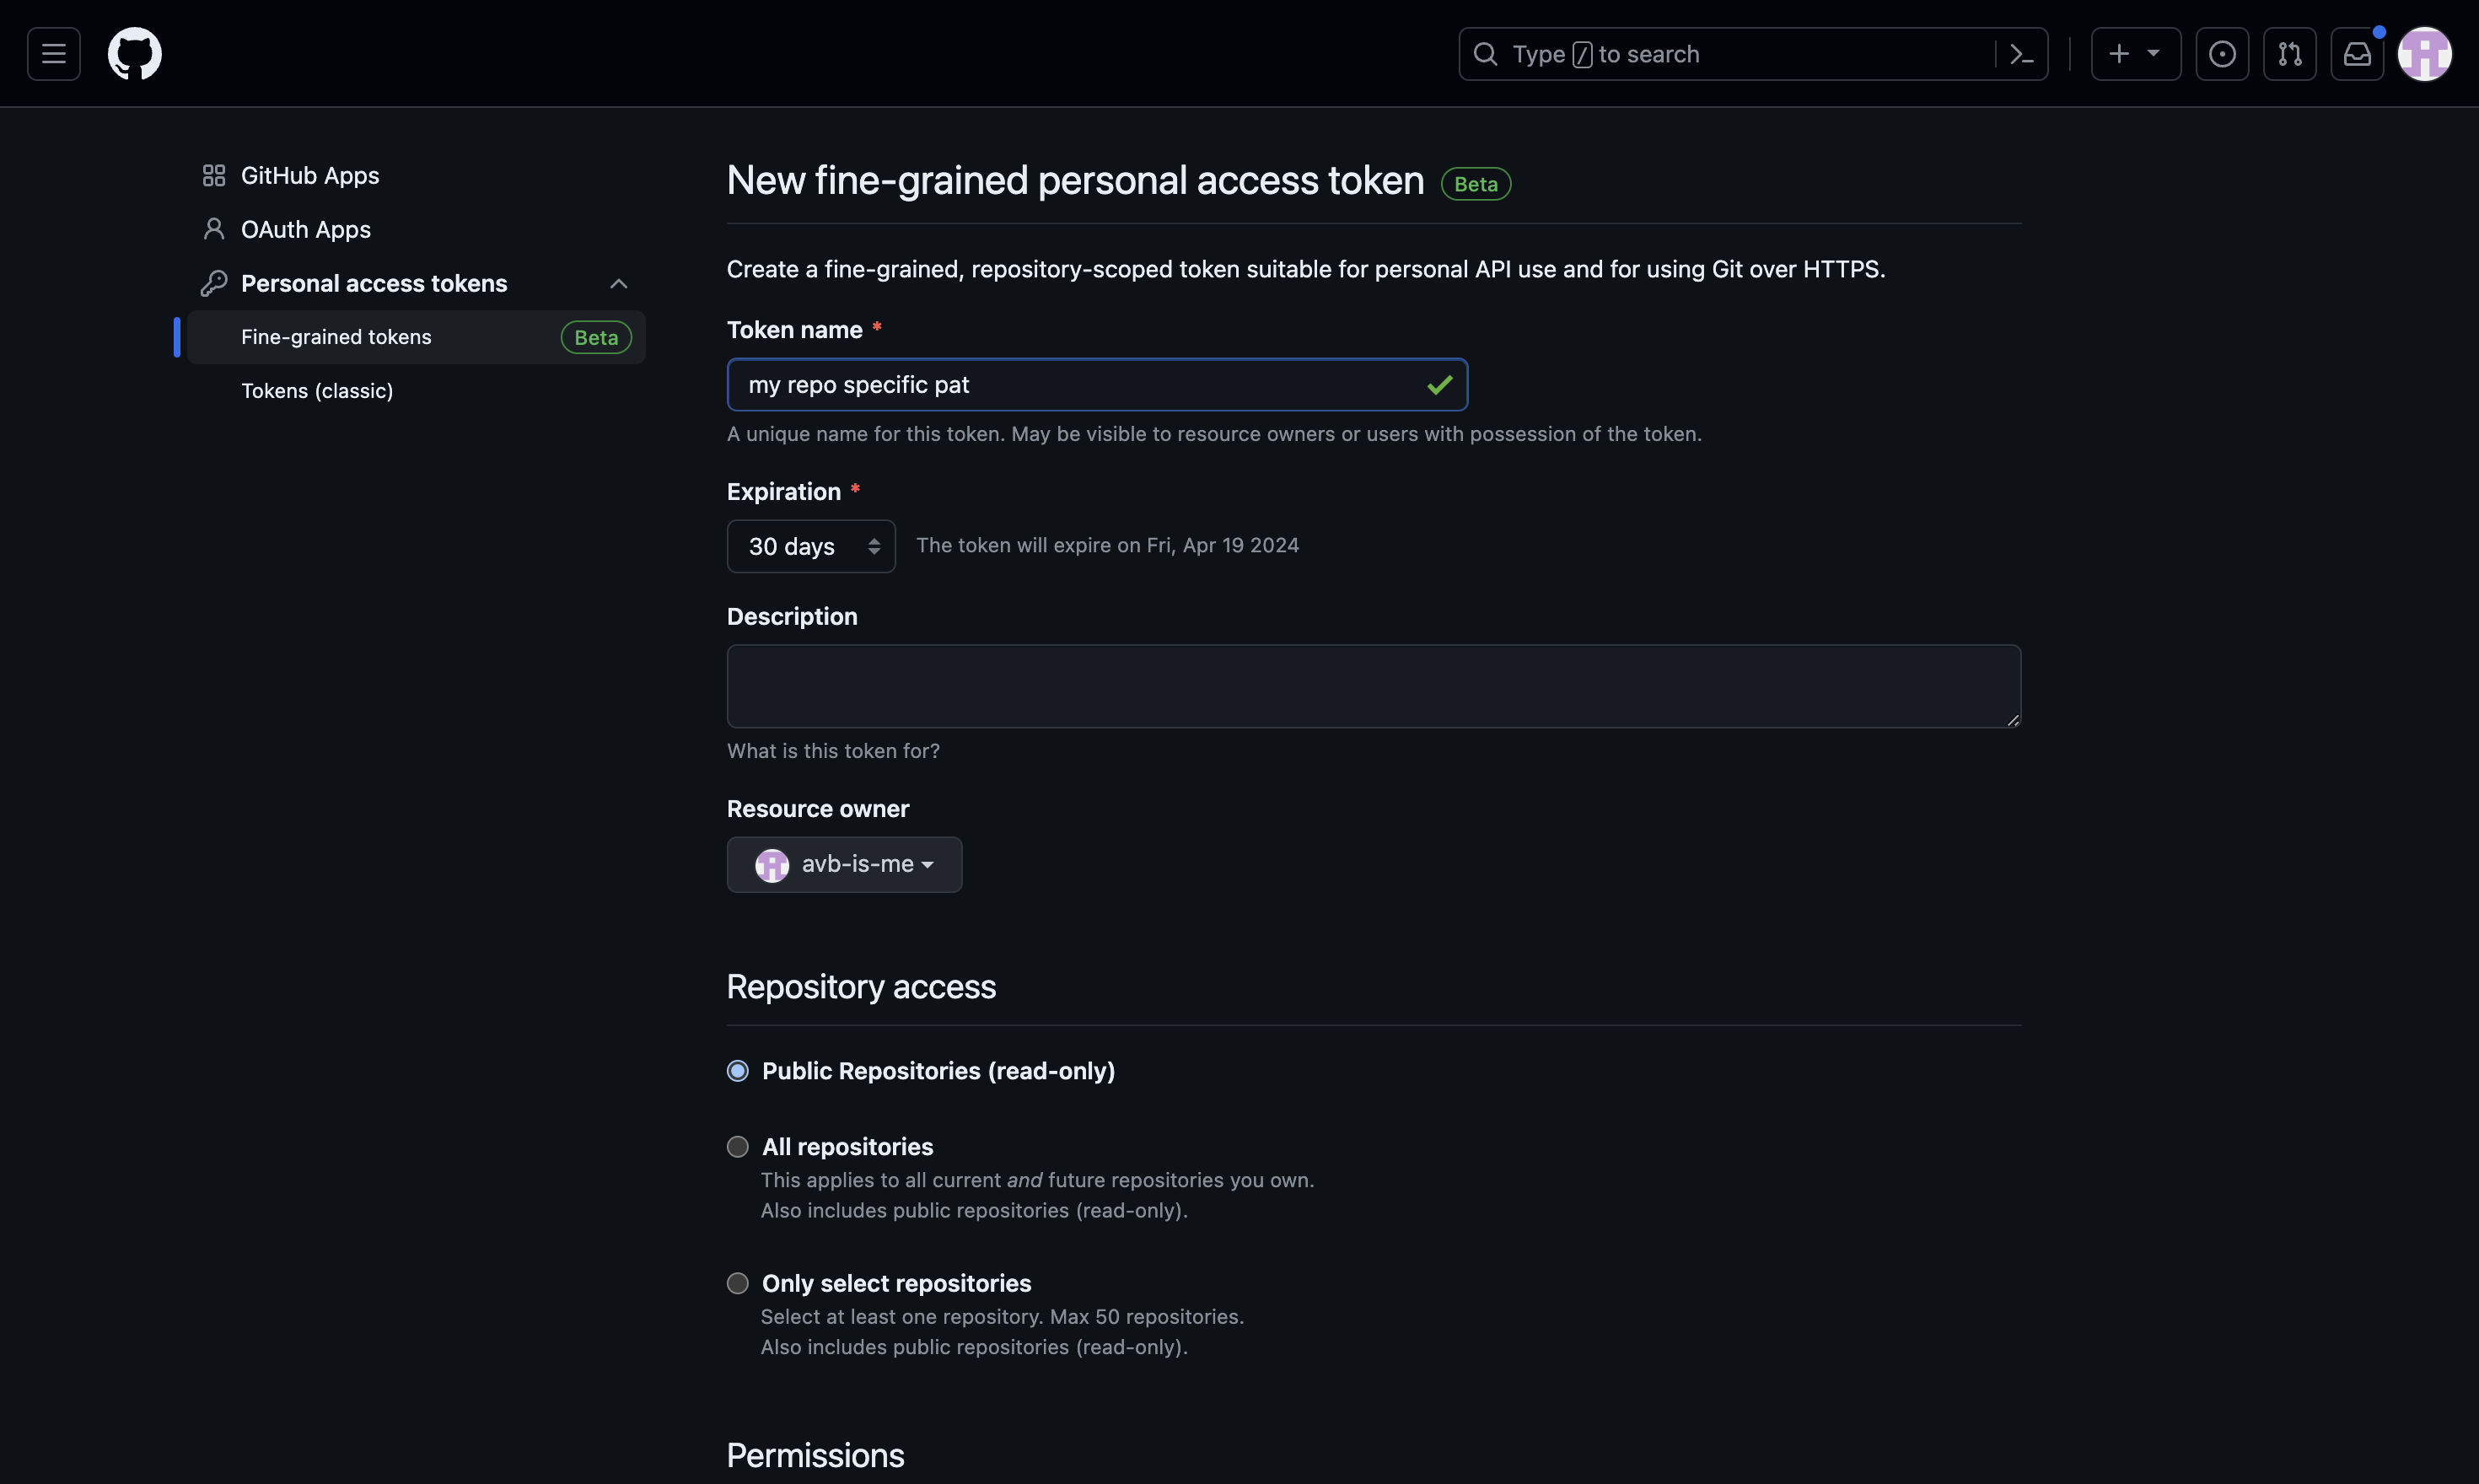 Type / to search
GitHub Apps
OAuth Apps
Personal access tokens
Fine-grained tokens Beta
Tokens (classic)
New fine-grained personal access token Beta
Create a fine-grained, repository-scoped token suitable for personal API use and for using Git over HTTPS.
Token name *
my repo specific pat
A unique name for this token. May be visible to resource owners or users with possession of the token.
Expiration *
30 days The token will expire on Fri, Apr 19 2024
Description
What is this token for?
Resource owner
avb-is-me
Repository access
Public Repositories (read-only)
All repositories
This applies to all current and future repositories you own.
Also includes public repositories (read-only).
Only select repositories
Select at least one repository. Max 50 repositories.
Also includes public repositories (read-only).
Permissions